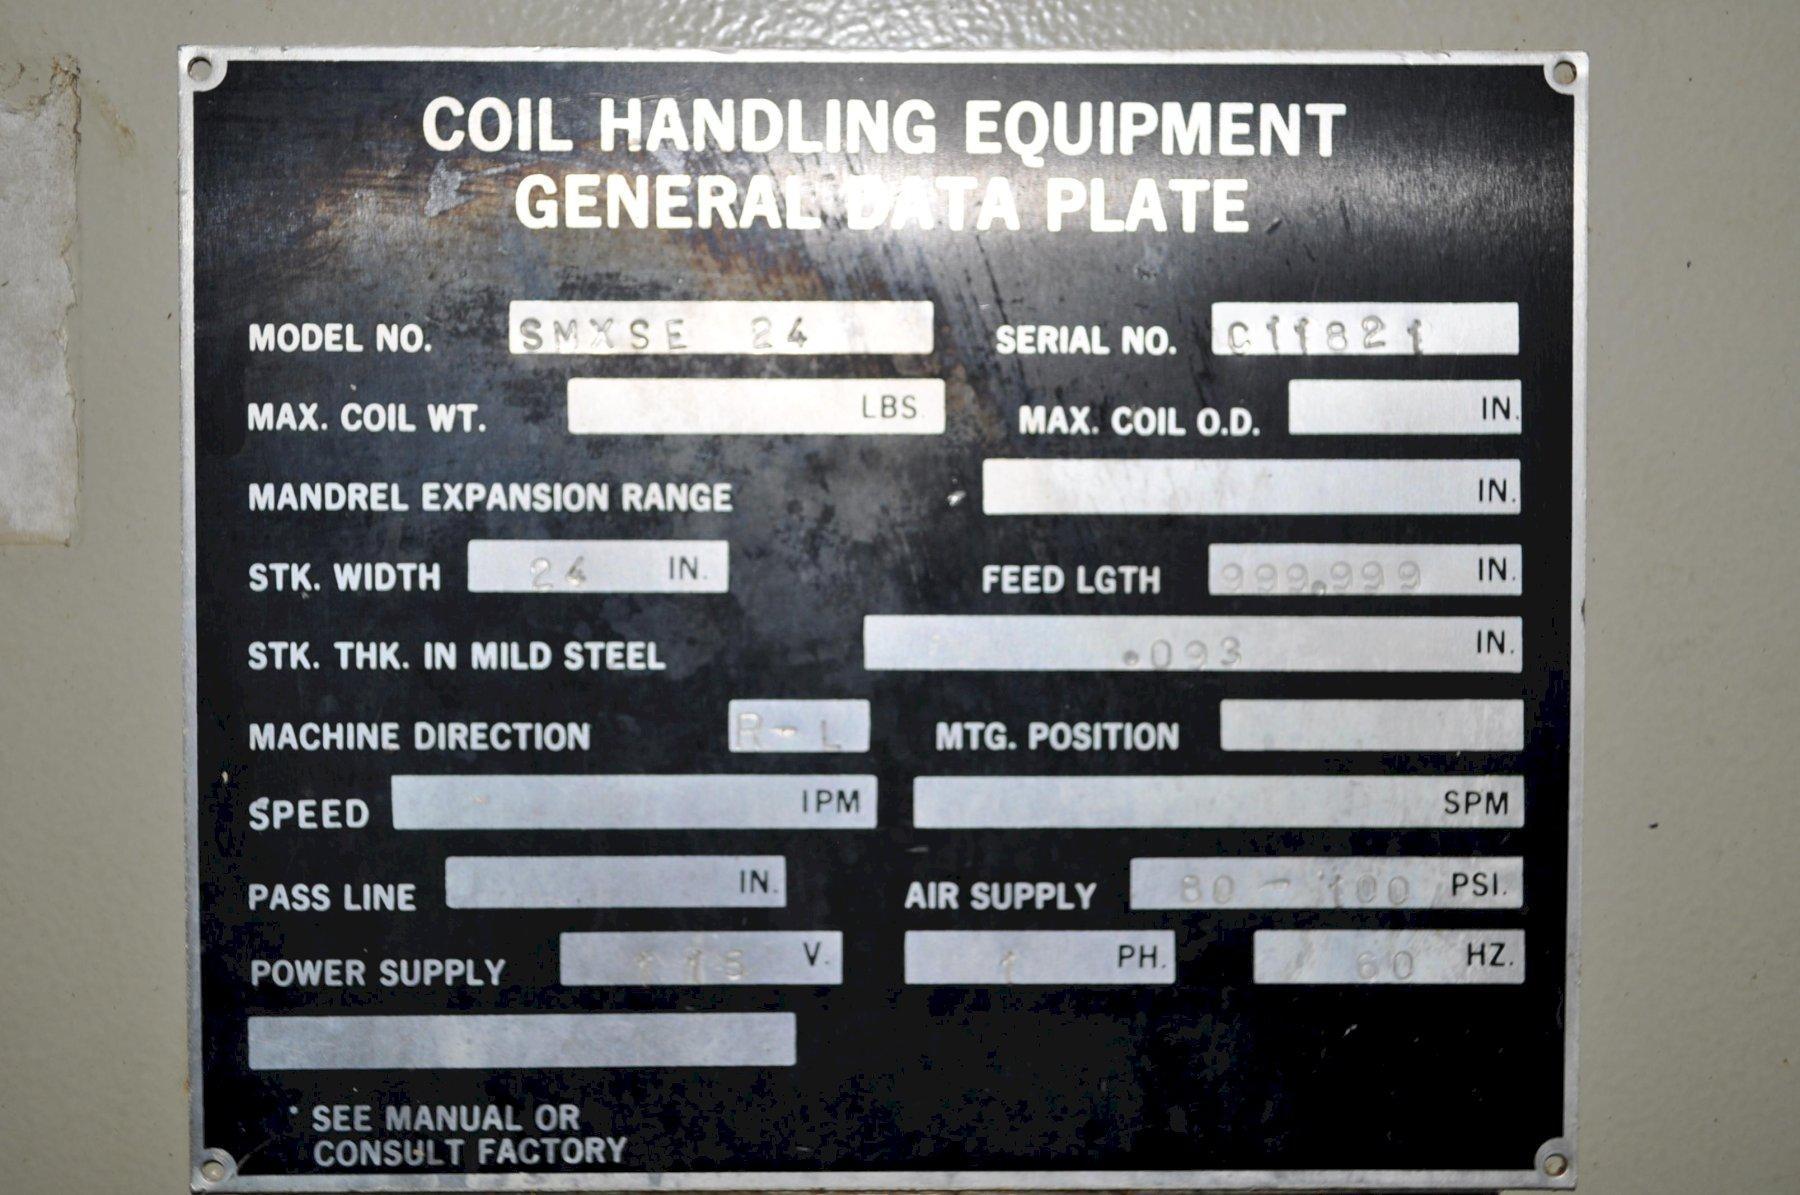 COIL HANDLING EQUIPMENT
GENERAL DATA PLATE
MODEL NO. SMXSE 24 SERIAL NO. C11821
MAX. COIL WT. LBS. MAX. COIL O.D. IN.
MANDREL EXPANSION RANGE IN.
STK. WIDTH 24 IN. FEED LGTH 999.999 IN.
STK. THK. IN MILD STEEL .093 IN.
MACHINE DIRECTION R-L MTG. POSITION
SPEED IPM SPM
PASS LINE IN. AIR SUPPLY 80 - 100 PSI.
POWER SUPPLY 115 V. 1 PH. 60 HZ.
* SEE MANUAL OR
CONSULT FACTORY